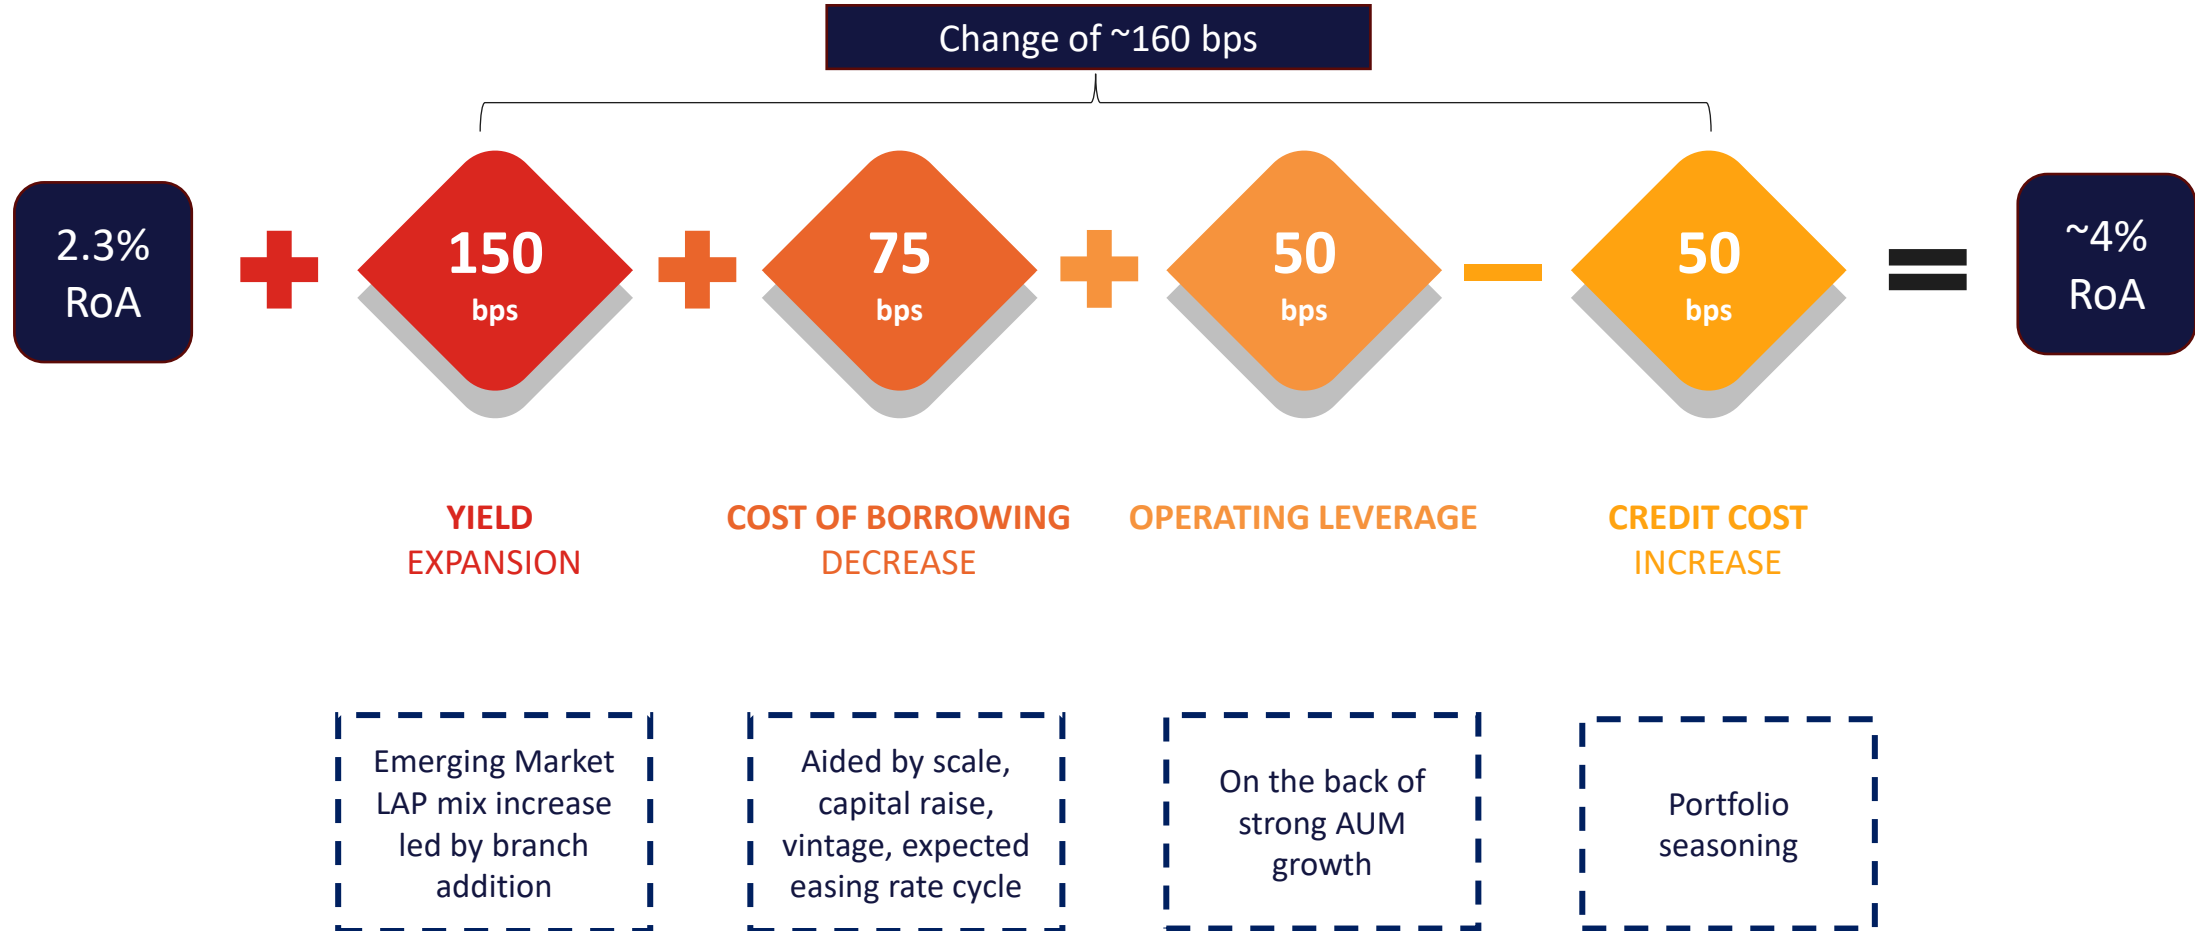 Change of ~160 bps
2.3%
RoA
150
bps
75
bps
50
bps
50
bps
~4%
RoA
YIELD
EXPANSION
COST OF BORROWING
DECREASE
OPERATING LEVERAGE
CREDIT COST
INCREASE
Emerging Market
LAP mix increase
led by branch
addition
Aided by scale,
capital raise,
vintage, expected
easing rate cycle
On the back of
strong AUM
growth
Portfolio
seasoning